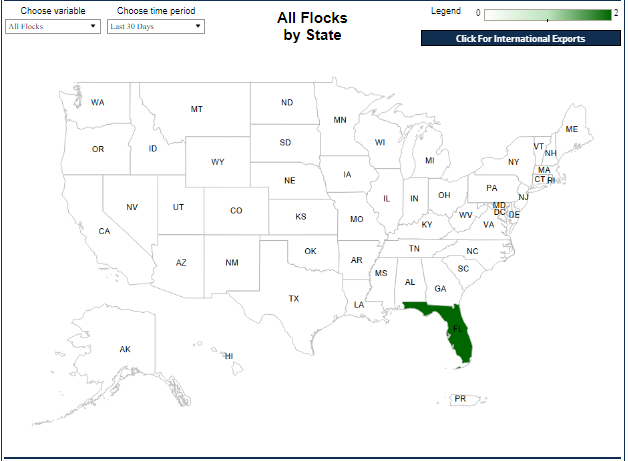 Choose variable
Choose time period
All Flocks
Last 30 Days
All Flocks
by State
Legend
0
2
Click For International Exports
WA
MT
ND
MN
ME
OR
ID
SD
WI
VT
NH
WY
MI
NY
MA
CT
RI
IA
NE
PA
NJ
NV
UT
CO
IL
IN
OH
MD
DC
DE
WV
VA
KS
MO
KY
CA
AZ
NM
OK
AR
TN
NC
SC
MS
AL
GA
TX
LA
FL
AK
HI
PR